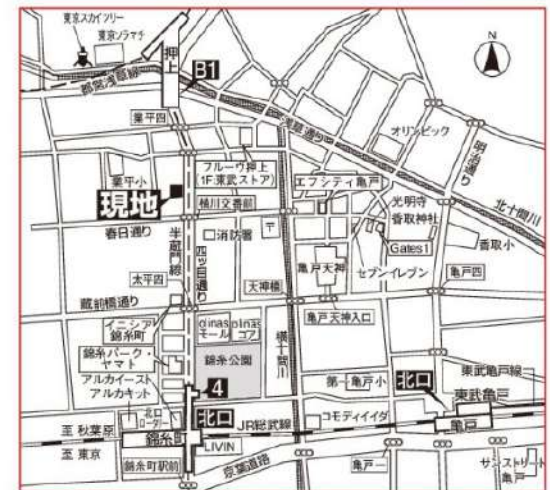 東京スカイツリー
東京ソラマチ
押上
N
B1
都営浅草線
業平四
浅草通り
オリンピック
明治通り
北十間川
業平小
フルーヴ押上
(1F:東武ストア)
エフシティ亀戸
光明寺
香取神社
現地
横川交番前
春日通り
半蔵門線
四ツ目通り
消防署
〒
Gates1
香取小
亀戸天神
セブンイレブン
太平四
天神橋
亀戸四
蔵前橋通り
亀戸天神入口
イニシア
錦糸町
olinas
モール
olinas
コア
横十間川
錦糸パーク・
ヤマト
錦糸公園
アルカイースト
アルカキット
4
第一亀戸小
北口
東武亀戸線
東武亀戸
北口
ロータリー
北口
コモディイイダ
至 秋葉原
錦糸町
JR総武線
亀戸
至 東京
LIVIN
錦糸町駅前
京葉道路
亀戸一
サンストリート
亀戸